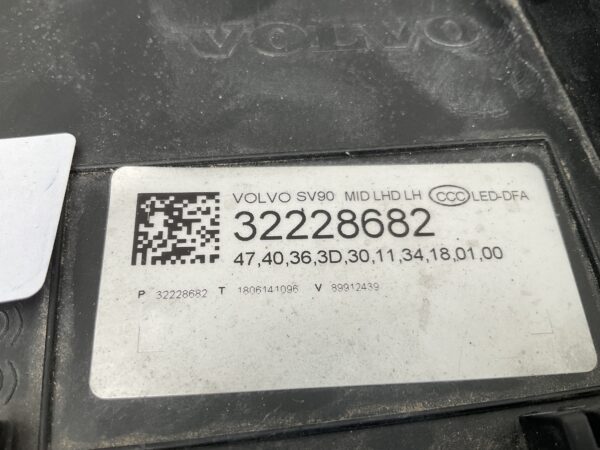 VOLVO
VOLVO SV90 MID LHD LH CCC LED-DFA
32228682
47,40,36,3D,30,11,34,18,01,00
P 32228682 T 1806141096 V 89912439